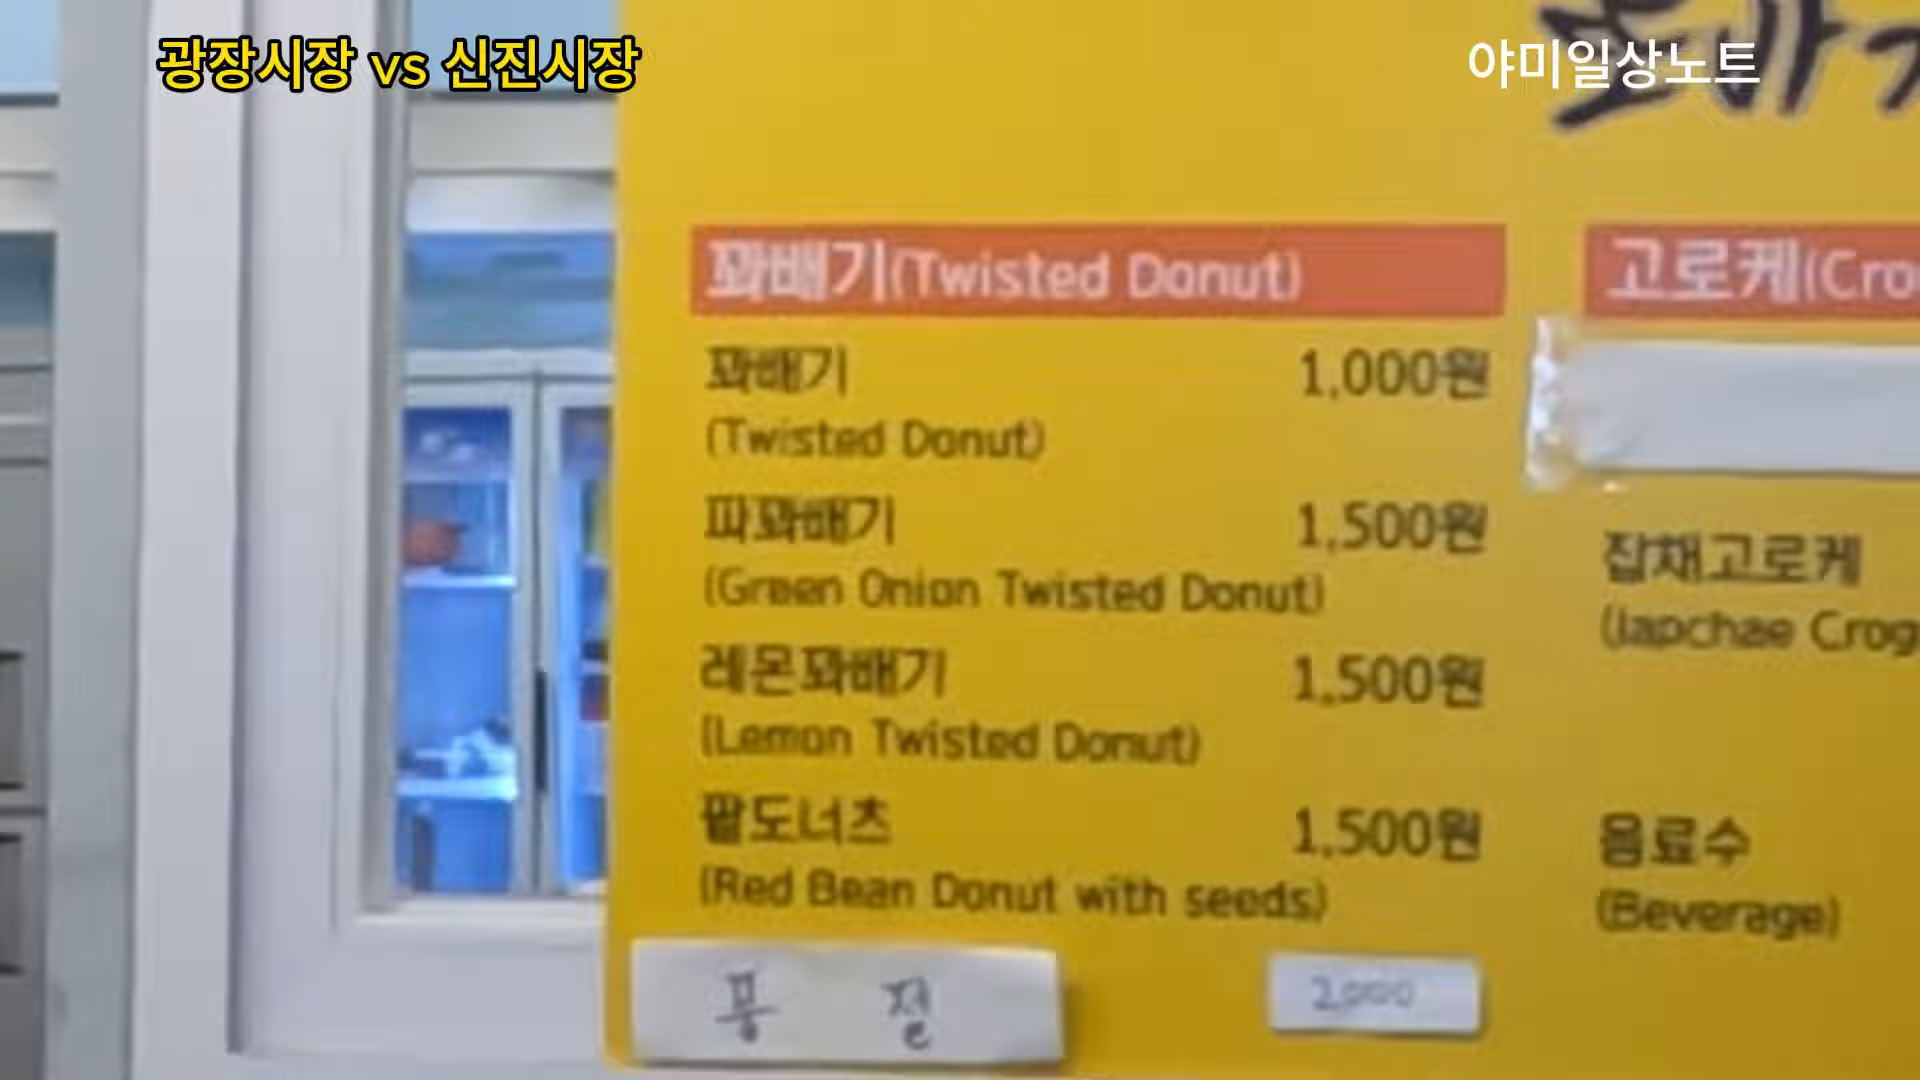 광장시장 vs 신진시장
야미일상노트
꽈배기(Twisted Donut)
꽈배기 1,000원
(Twisted Donut)
파꽈배기 1,500원
(Green Onion Twisted Donut)
레몬꽈배기 1,500원
(Lemon Twisted Donut)
팥도너츠 1,500원
(Red Bean Donut with seeds)
품 절 2,000
고로케(Cro
잡채고로케
(Japchae Crog
음료수
(Beverage)